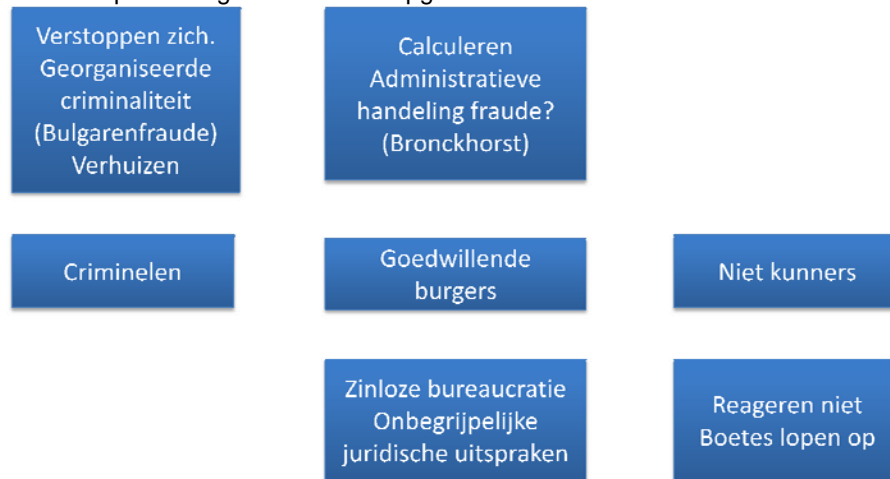 Verstoppen zich.
Georganiseerde
criminaliteit
(Bulgarenfraude)
Verhuizen
Calculeren
Administratieve
handeling fraude?
(Bronckhorst)
Criminelen
Goedwillende
burgers
Niet kunners
Zinloze bureaucratie
Onbegrijpelijke
juridische uitspraken
Reageren niet
Boetes lopen op